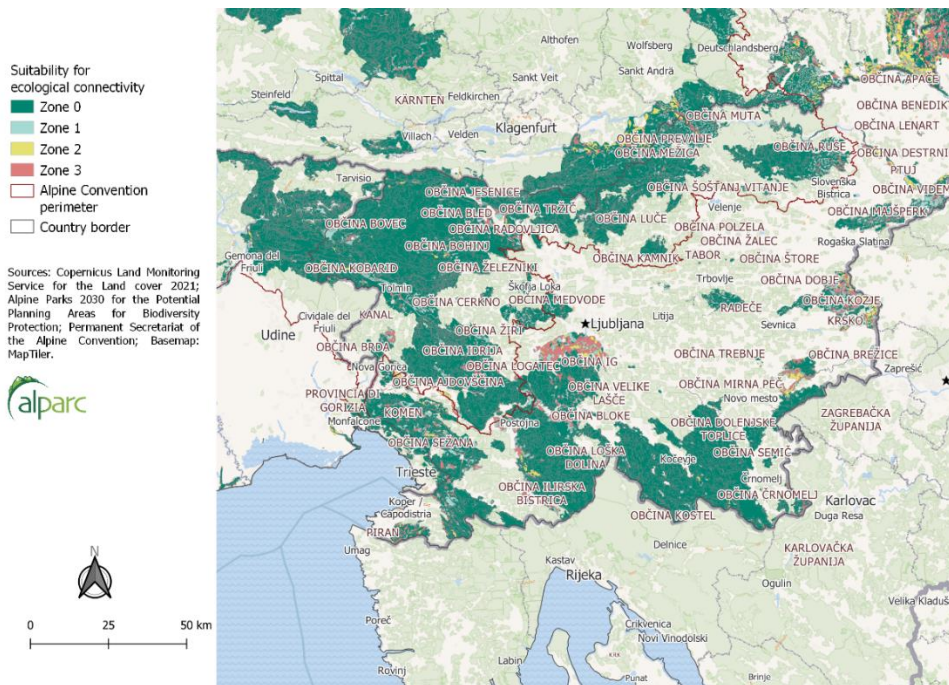 Suitability for
ecological connectivity
Zone 0
Zone 1
Zone 2
Zone 3
Alpine Convention
perimeter
Country border
Sources: Copernicus Land Monitoring
Service for the Land cover 2021;
Alpine Parks 2030 for the Potential
Planning Areas for Biodiversity
Protection; Permanent Secretariat of
the Alpine Convention; Basemap:
MapTiler.
alparc
N
0 25 50 km
Althofen
Wolfsberg
Deutschlandsberg
Sankt Veit
Sankt Andrä
Spittal
Steinfeld
KÄRNTEN
Feldkirchen
OBČINA APAČE
OBČINA BENEDIK
OBČINA LENART
Klagenfurt
Villach
Velden
OBČINA MUTA
OBČINA PREVALJE
OBČINA MEŽICA
OBČINA RUŠE
OBČINA DESTRNI
PTUJ
Tarvisio
OBČINA JESENICE
OBČINA ŠOŠTANJ
VITANJE
Slovenska
Bistrica
OBČINA VIDEM
OBČINA BOVEC
OBČINA BLED
OBČINA TRŽIČ
OBČINA RADOVLJICA
OBČINA LUČE
Velenje
OBČINA MAJŠPERK
OBČINA POLZELA
OBČINA BOHINJ
OBČINA ŽALEC
Rogaška Slatina
Gemona del
Friuli
OBČINA KOBARID
OBČINA ŽELEZNIKI
OBČINA KAMNIK
TABOR
OBČINA ŠTORE
Tolmin
Škofja Loka
Trbovlje
OBČINA DOBJE
OBČINA CERKNO
OBČINA MEDVODE
RADEČE
OBČINA KOZJE
Cividale del
Friuli
KANAL
Ljubljana
Litija
Sevnica
KRŠKO
Udine
OBČINA ŽIRI
OBČINA BRDA
OBČINA IDRIJA
OBČINA IG
OBČINA TREBNJE
OBČINA BREŽICE
Nova Gorica
OBČINA LOGATEC
Zaprešić
PROVINCIA DI
GORIZIA
OBČINA AJDOVŠČINA
OBČINA VELIKE
LAŠČE
OBČINA MIRNA PEČ
Novo mesto
Monfalcone
KOMEN
Postojna
OBČINA BLOKE
OBČINA DOLENJSKE
TOPLICE
ZAGREBAČKA
ŽUPANIJA
OBČINA SEŽANA
OBČINA LOŠKA
DOLINA
Kočevje
OBČINA SEMIČ
Trieste
Črnomelj
OBČINA ILIRSKA
BISTRICA
OBČINA ČRNOMELJ
Karlovac
Koper /
Capodistria
OBČINA KOSTEL
Duga Resa
PIRAN
Umag
Delnice
KARLOVAČKA
ŽUPANIJA
Kastav
Rijeka
Ogulin
Velika Kladuš
Poreč
Crikvenica
Novi Vinodolski
Krk
Labin
Rovinj
Punat
Brinje